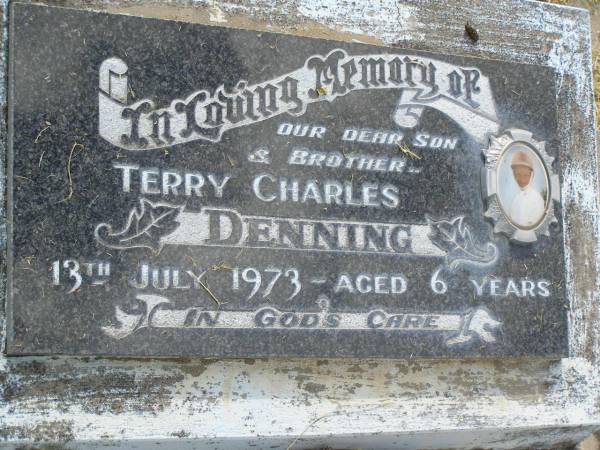 In Loving Memory of
OUR DEAR SON
& BROTHER..
TERRY CHARLES
DENNING
13TH JULY 1973 - AGED 6 YEARS
IN GOD'S CARE